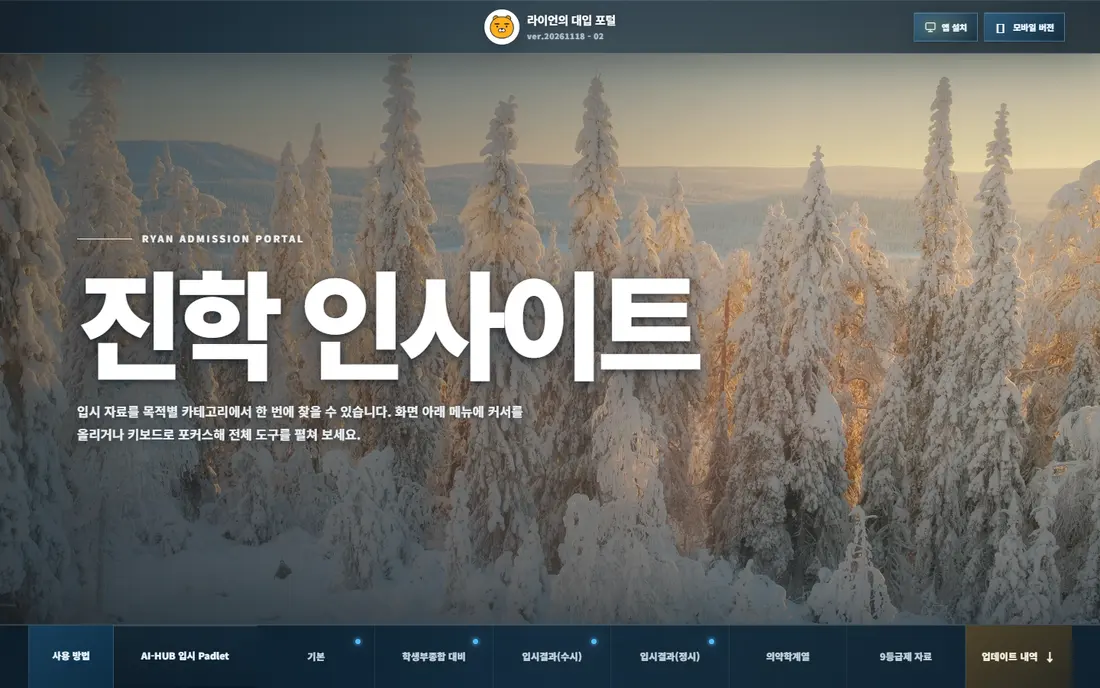 라이언의 대입 포털
ver.20261118 - 02
앱 설치
모바일 버전
RYAN ADMISSION PORTAL
진학 인사이트
입시 자료를 목적별 카테고리에서 한 번에 찾을 수 있습니다. 화면 아래 메뉴에 커서를
올리거나 키보드로 포커스해 전체 도구를 펼쳐 보세요.
사용 방법
AI-HUB 입시 Padlet
기본
학생부종합 대비
입시결과(수시)
입시결과(정시)
의약학계열
9등급제 자료
업데이트 내역 ↓